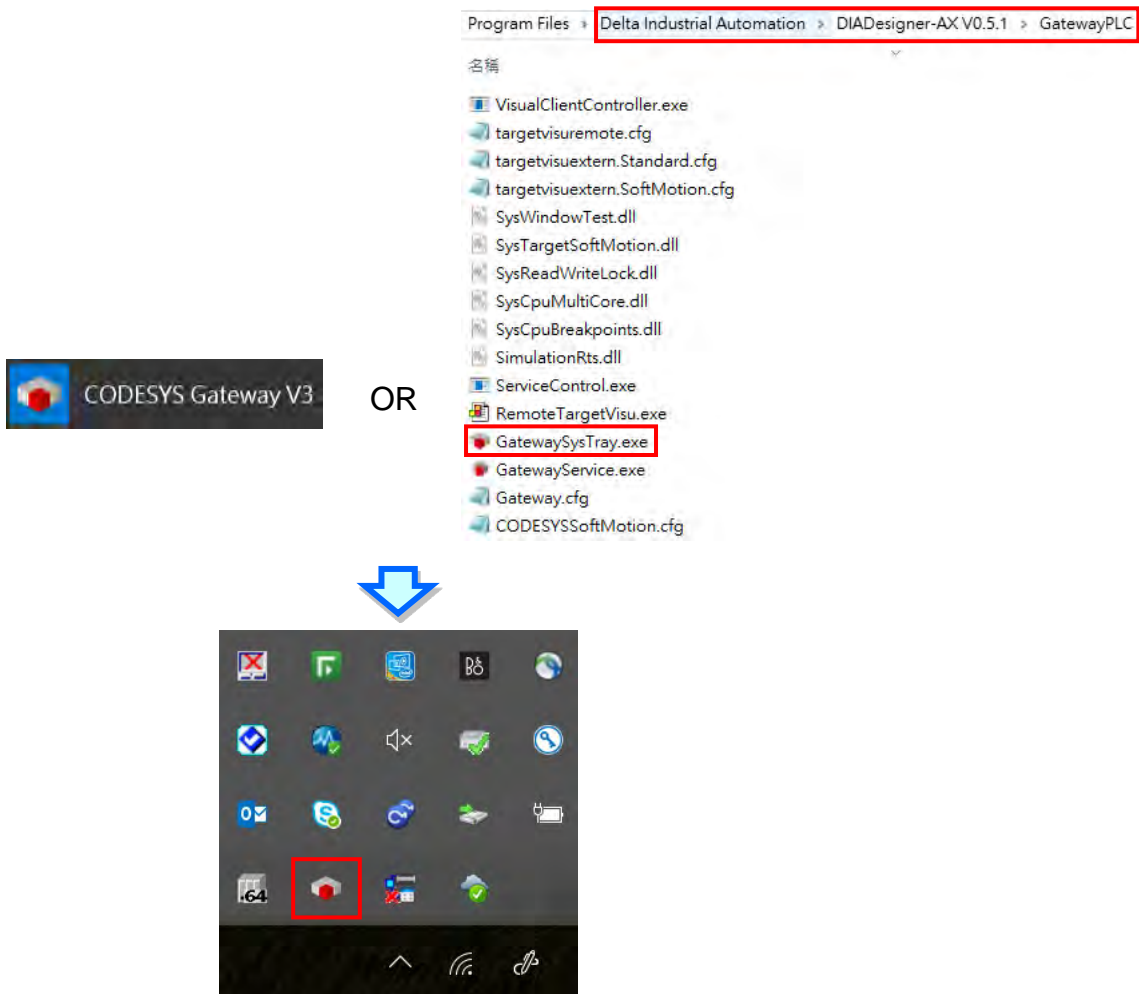 Program Files › Delta Industrial Automation › DIADesigner-AX V0.5.1 › GatewayPLC
名稱
VisualClientController.exe
targetvisuremote.cfg
targetvisuextern.Standard.cfg
targetvisuextern.SoftMotion.cfg
SysWindowTest.dll
SysTargetSoftMotion.dll
SysReadWriteLock.dll
SysCpuMultiCore.dll
SysCpuBreakpoints.dll
SimulationRts.dll
ServiceControl.exe
RemoteTargetVisu.exe
GatewaySysTray.exe
GatewayService.exe
Gateway.cfg
CODESYSSoftMotion.cfg
CODESYS Gateway V3
OR
.64